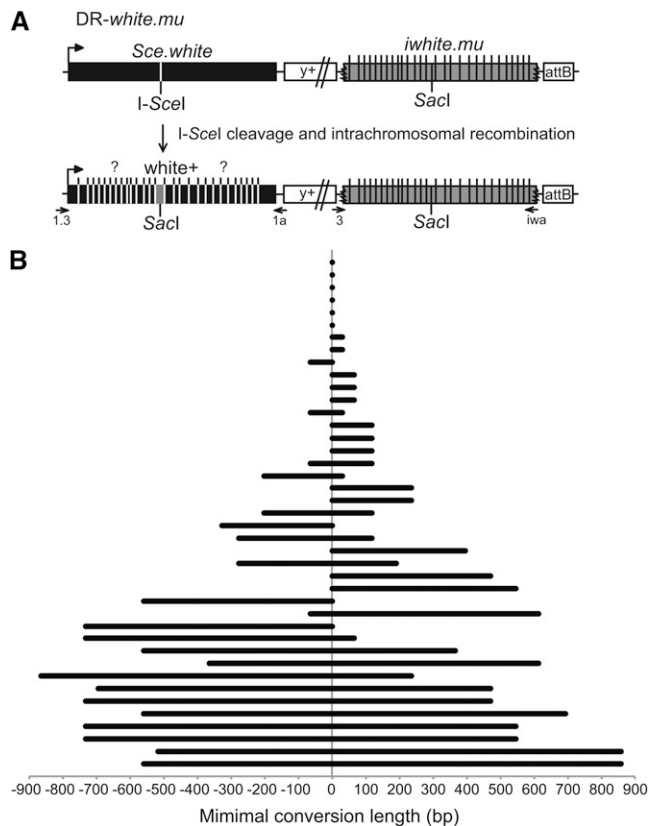 A
DR-white.mu
Sce.white
y+
iwhite.mu
attB
I-SceI
SacI
I-SceI cleavage and intrachromosomal recombination
? white+ ?
y+
attB
1.3
SacI
1a
3
SacI
iwa
B
-900 -800 -700 -600 -500 -400 -300 -200 -100 0 100 200 300 400 500 600 700 800 900
Mimimal conversion length (bp)